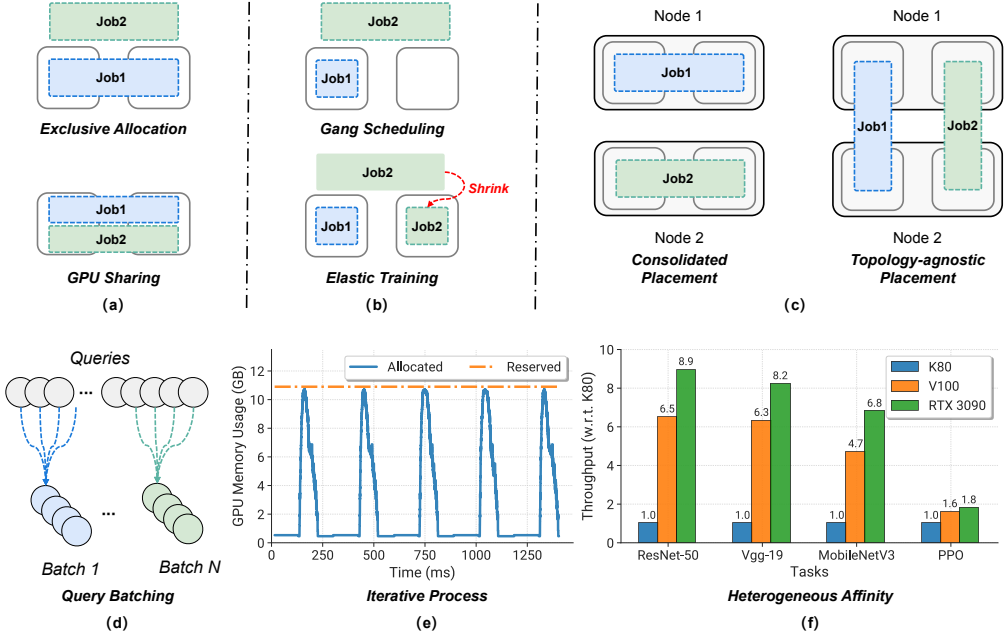 Job2
Job1
Exclusive Allocation
Job1
Job2
GPU Sharing
(a)
Job2
Job1
Gang Scheduling
Job2
Shrink
Job1
Job2
Elastic Training
(b)
Node 1
Job1
Job2
Node 2
Consolidated
Placement
Node 1
Job1
Job2
Node 2
Topology-agnostic
Placement
(c)
Queries
...
...
Batch 1
Batch N
Query Batching
(d)
GPU Memory Usage (GB)
12
10
8
6
4
2
0
Allocated
Reserved
0
250
500
750
1000
1250
Time (ms)
Iterative Process
(e)
Throughput (w.r.t. K80)
10
8
6
4
2
0
K80
V100
RTX 3090
1.0
6.5
8.9
1.0
6.3
8.2
1.0
4.7
6.8
1.0
1.6
1.8
ResNet-50
Vgg-19
MobileNetV3
PPO
Tasks
Heterogeneous Affinity
(f)